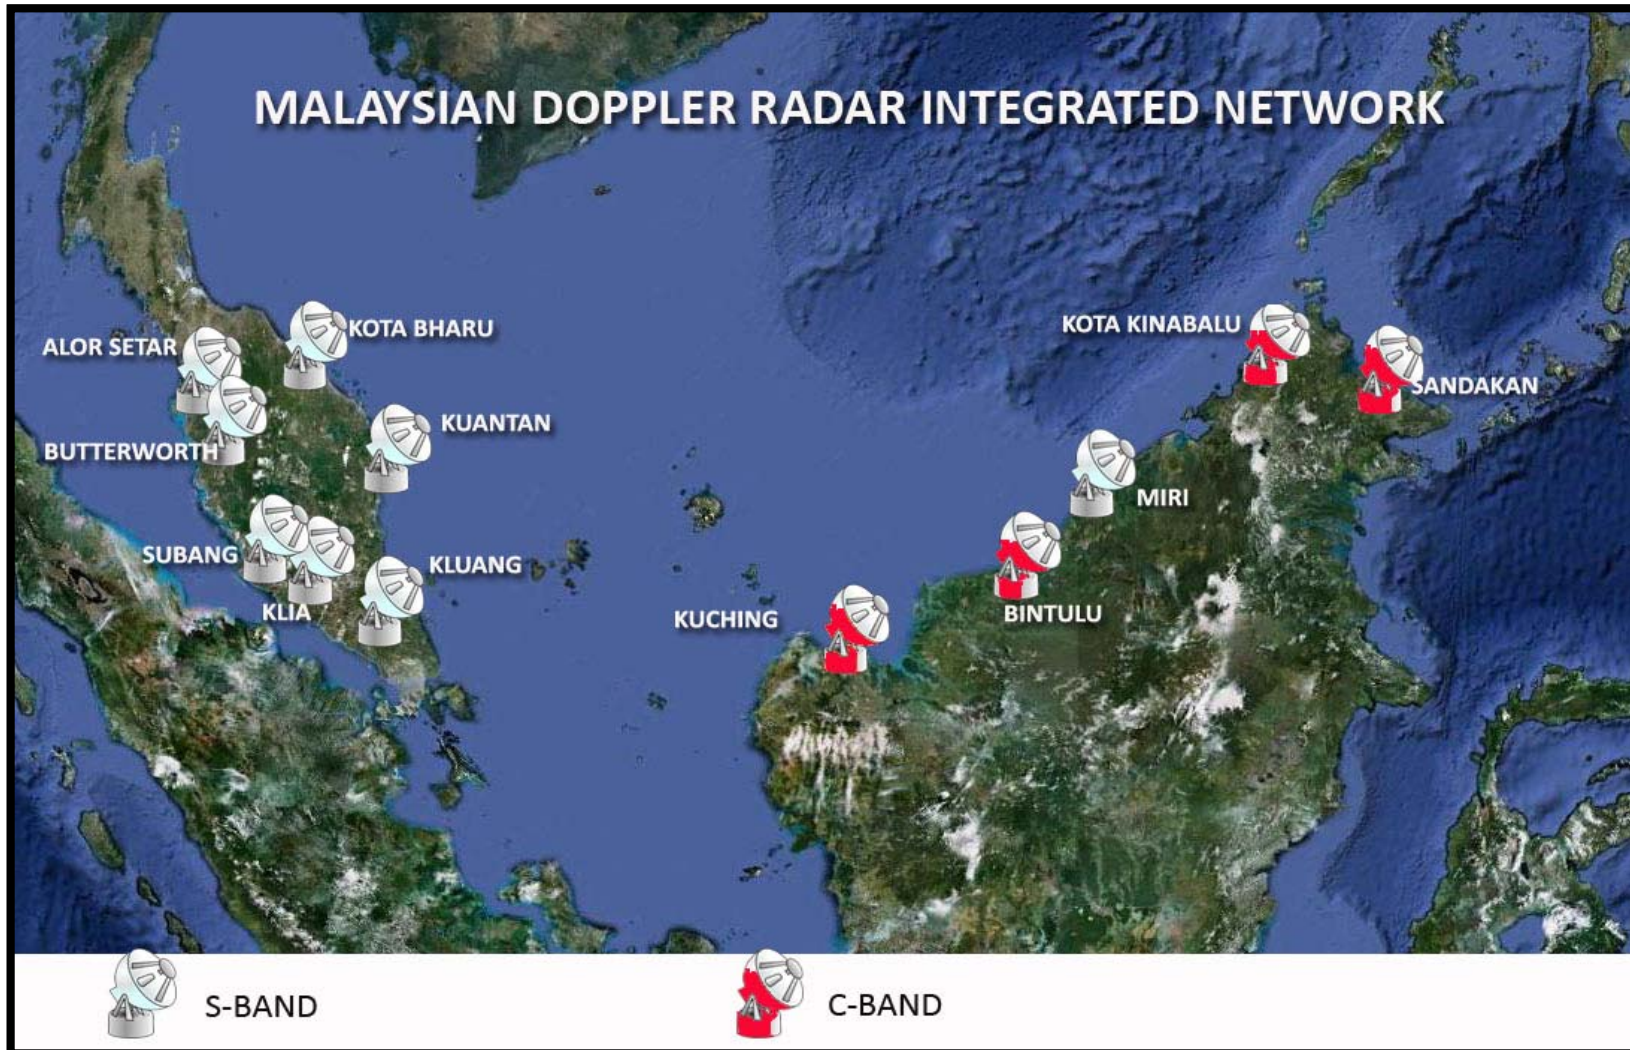 MALAYSIAN DOPPLER RADAR INTEGRATED NETWORK
KOTA BHARU
KOTA KINABALU
ALOR SETAR
SANDAKAN
KUANTAN
BUTTERWORTH
MIRI
SUBANG
KLUANG
KLIA
BINTULU
KUCHING
S-BAND
C-BAND